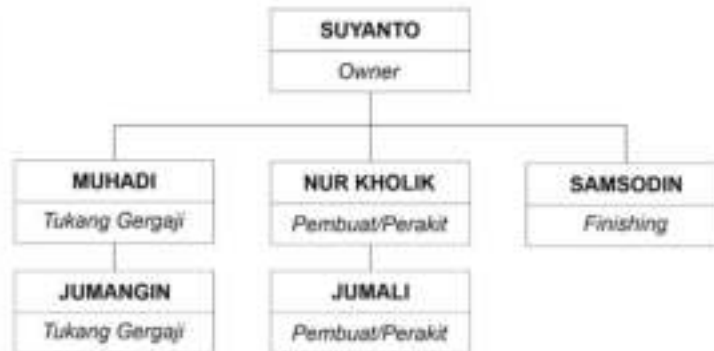 SUYANTO
Owner
MUHADI
Tukang Gergaji
NUR KHOLIK
Pembuat/Perakit
SAMSODIN
Finishing
JUMANGIN
Tukang Gergaji
JUMALI
Pembuat/Perakit